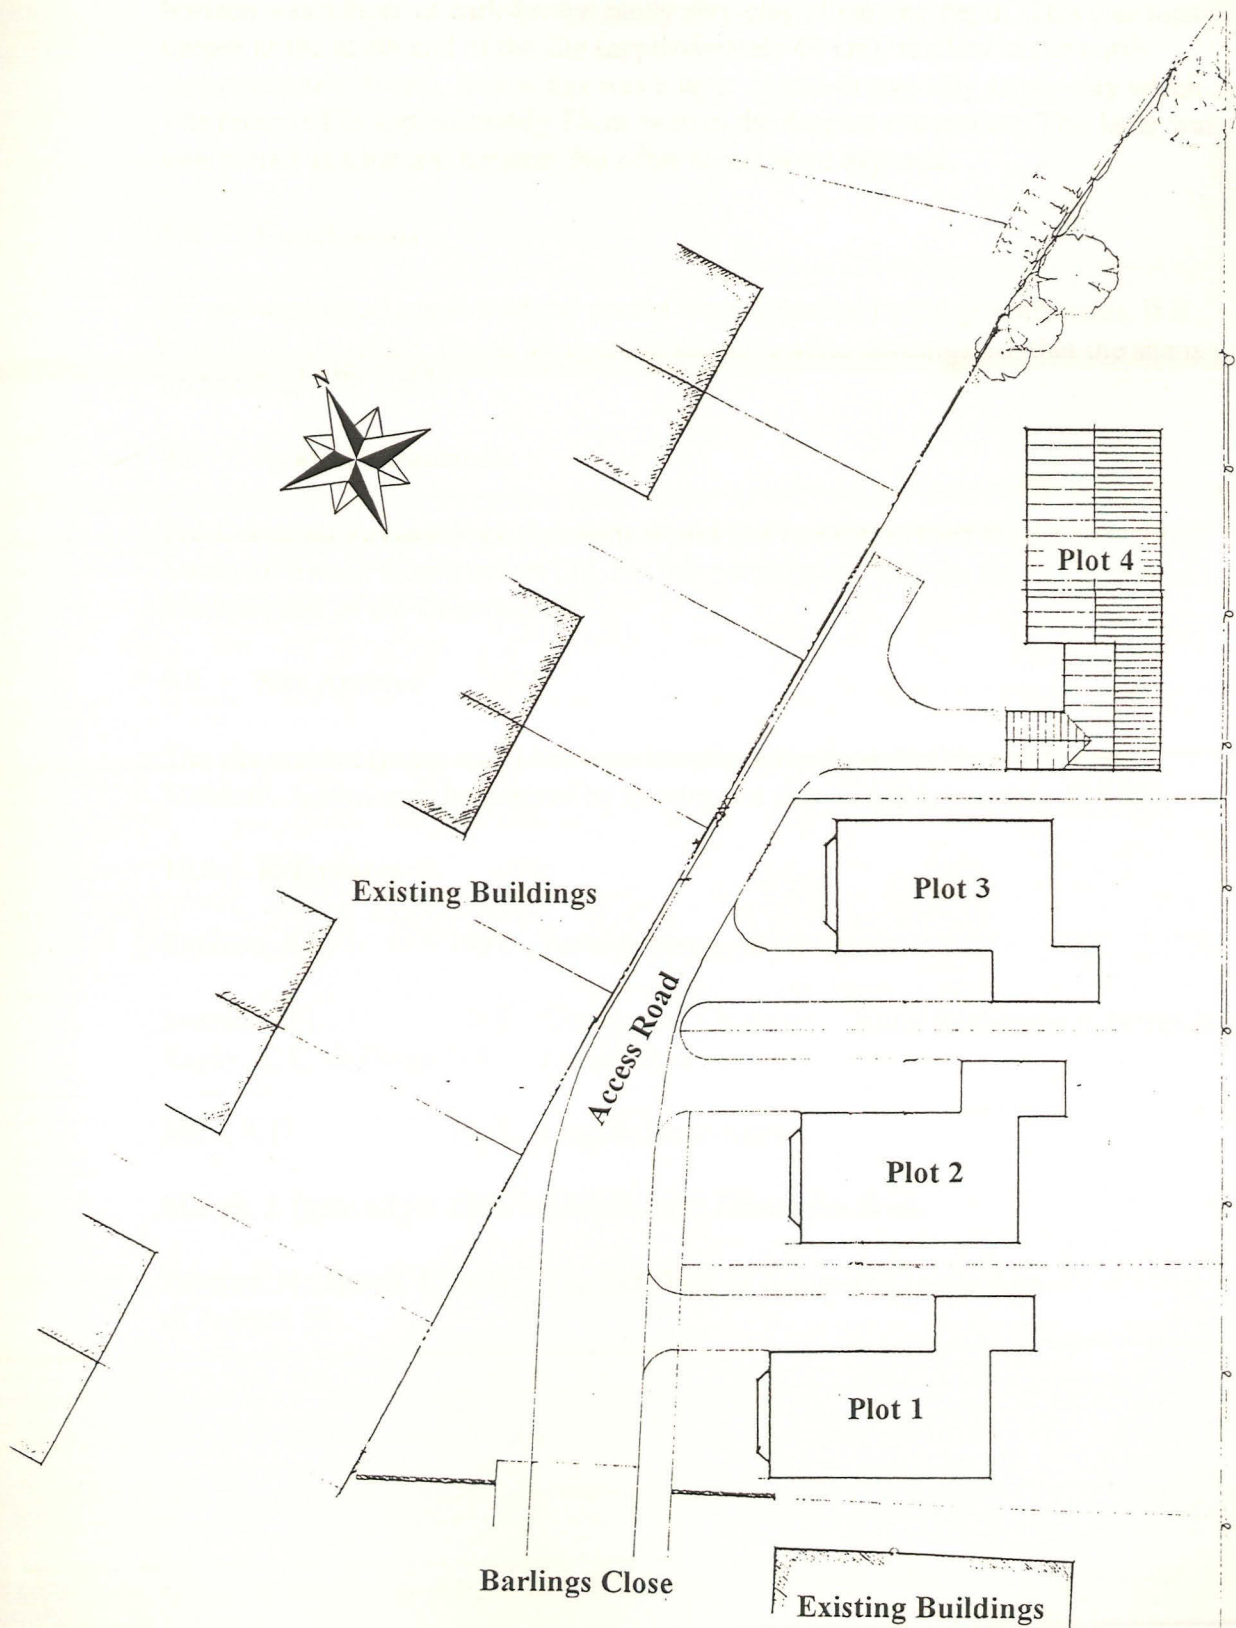 N
Plot 4
Plot 3
Existing Buildings
Access Road
Plot 2
Plot 1
Barlings Close
Existing Buildings